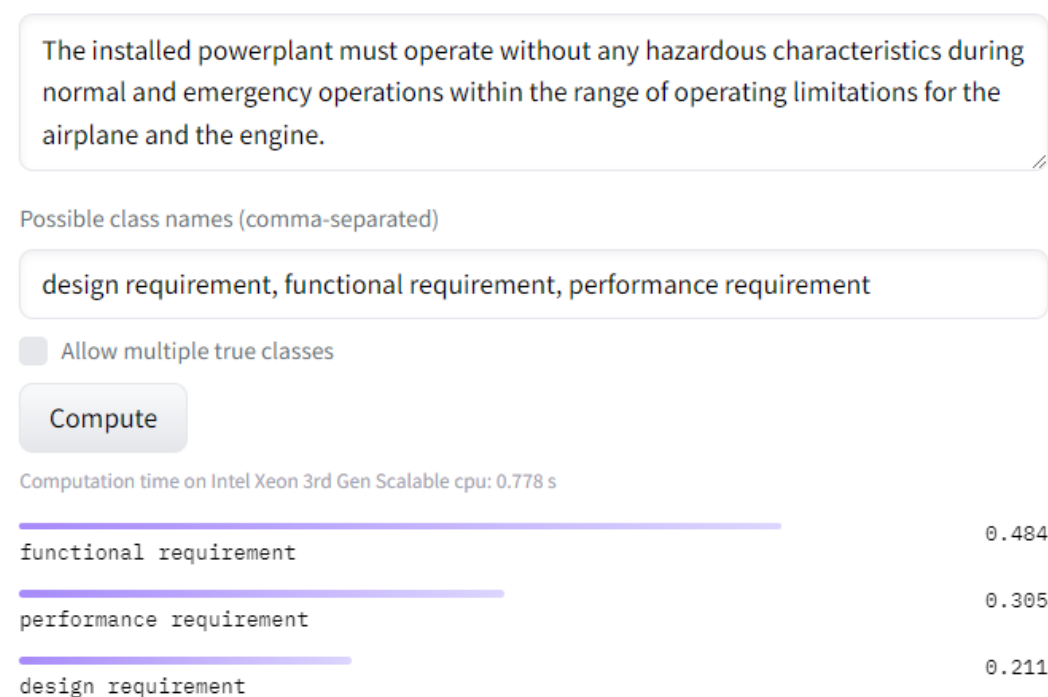 The installed powerplant must operate without any hazardous characteristics during
normal and emergency operations within the range of operating limitations for the
airplane and the engine.
Possible class names (comma-separated)
design requirement, functional requirement, performance requirement
Allow multiple true classes
Compute
Computation time on Intel Xeon 3rd Gen Scalable cpu: 0.778 s
0.484
functional requirement
0.305
performance requirement
0.211
design requirement